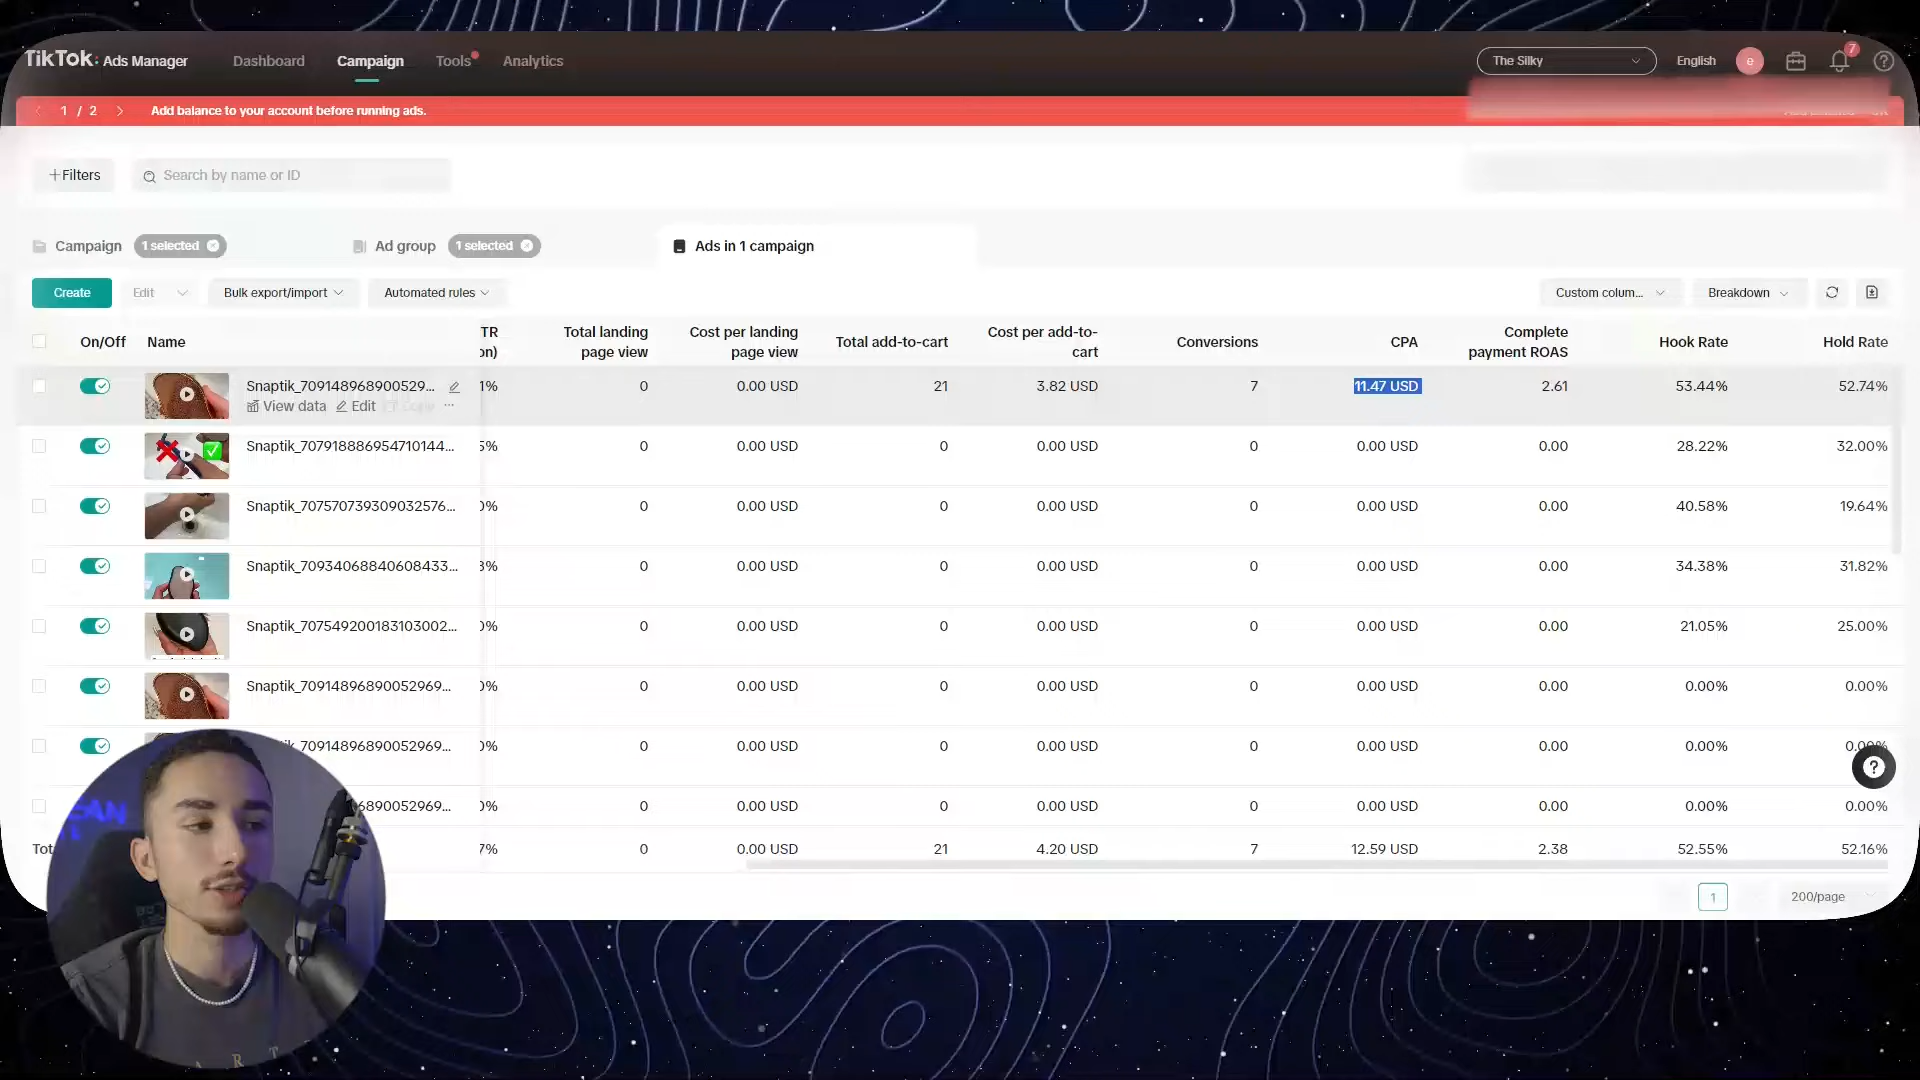 TikTok: Ads Manager Dashboard Campaign Tools Analytics The Silky English e 7
1 / 2 Add balance to your account before running ads.
+Filters Search by name or ID
Campaign 1 selected Ad group 1 selected Ads in 1 campaign
Create Edit Bulk export/import Automated rules Custom colum... Breakdown
On/Off Name TR Total landing page view Cost per landing page view Total add-to-cart Cost per add-to-cart Conversions CPA Complete payment ROAS Hook Rate Hold Rate
Snaptik_709148968900529... 1% 0 0.00 USD 21 3.82 USD 7 11.47 USD 2.61 53.44% 52.74%
View data Edit Copy ...
Snaptik_707918886954710144... 5% 0 0.00 USD 0 0.00 USD 0 0.00 USD 0.00 28.22% 32.00%
Snaptik_707570739309032576... 0% 0 0.00 USD 0 0.00 USD 0 0.00 USD 0.00 40.58% 19.64%
Snaptik_70934068840608433... 3% 0 0.00 USD 0 0.00 USD 0 0.00 USD 0.00 34.38% 31.82%
Snaptik_707549200183103002... 0% 0 0.00 USD 0 0.00 USD 0 0.00 USD 0.00 21.05% 25.00%
Snaptik_70914896890052969... 0% 0 0.00 USD 0 0.00 USD 0 0.00 USD 0.00 0.00% 0.00%
70914896890052969... 0% 0 0.00 USD 0 0.00 USD 0 0.00 USD 0.00 0.00% 0.00%
6890052969... 0% 0 0.00 USD 0 0.00 USD 0 0.00 USD 0.00 0.00% 0.00%
Tot 7% 0 0.00 USD 21 4.20 USD 7 12.59 USD 2.38 52.55% 52.16%
1 200/page